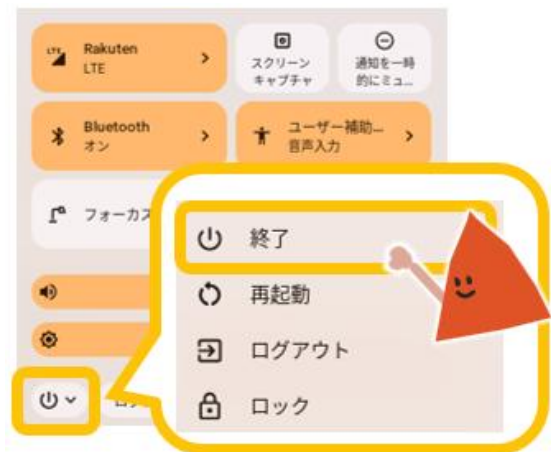 LTE
Rakuten
LTE
スクリーン
キャプチャ
通知を一時
的にミュ...
Bluetooth
オン
ユーザー補助...
音声入力
フォーカス
終了
再起動
ログアウト
ロック